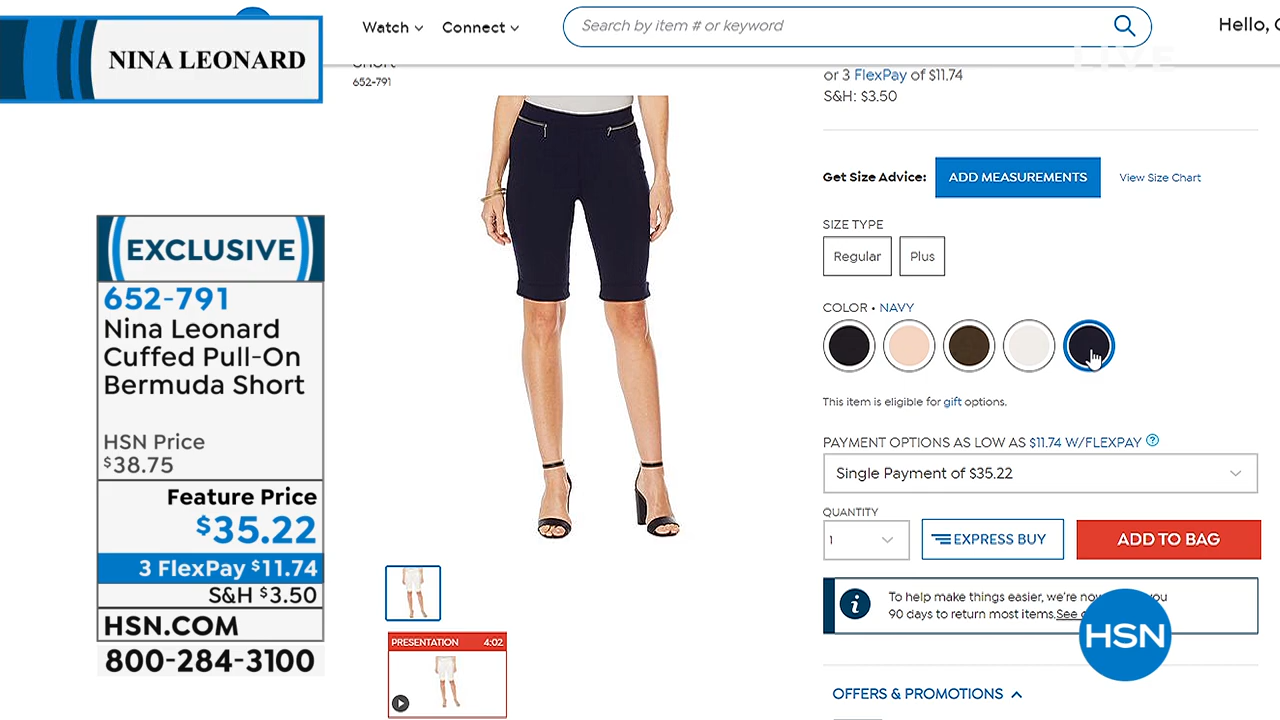 NINA LEONARD
EXCLUSIVE
652-791
Nina Leonard
Cuffed Pull-On
Bermuda Short
HSN Price
$38.75
Feature Price
$35.22
3 FlexPay $11.74
S&H $3.50
HSN.COM
800-284-3100
Watch
Connect
Search by item # or keyword
Hello,
LIVE
652-791
or 3 FlexPay of $11.74
S&H: $3.50
Get Size Advice:
ADD MEASUREMENTS
View Size Chart
SIZE TYPE
Regular
Plus
COLOR • NAVY
This item is eligible for gift options.
PAYMENT OPTIONS AS LOW AS $11.74 W/FLEXPAY ?
Single Payment of $35.22
QUANTITY
1
EXPRESS BUY
ADD TO BAG
i
To help make things easier, we're
90 days to return most items. See
HSN
OFFERS & PROMOTIONS
PRESENTATION 4:02